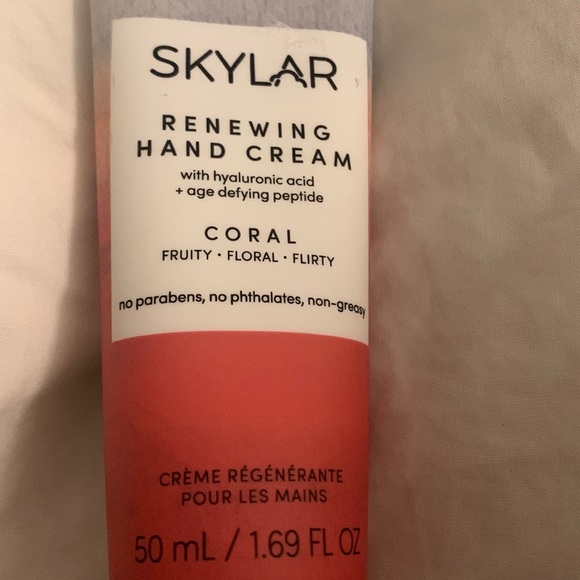 SKYLAR
RENEWING
HAND CREAM
with hyaluronic acid
+ age defying peptide
CORAL
FRUITY · FLORAL · FLIRTY
no parabens, no phthalates, non-greasy
CRÈME RÉGÉNÉRANTE
POUR LES MAINS
50 mL / 1.69 FL OZ